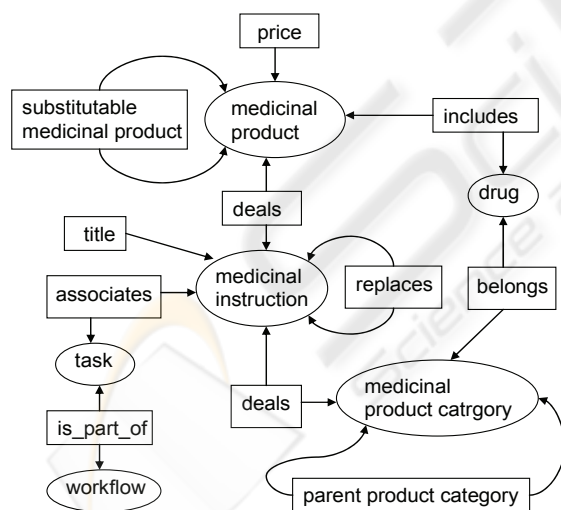 price
substitutable
medicinal product
medicinal
product
includes
drug
deals
title
medicinal
instruction
replaces
belongs
associates
task
deals
medicinal
product catrgory
is_part_of
workflow
parent product category